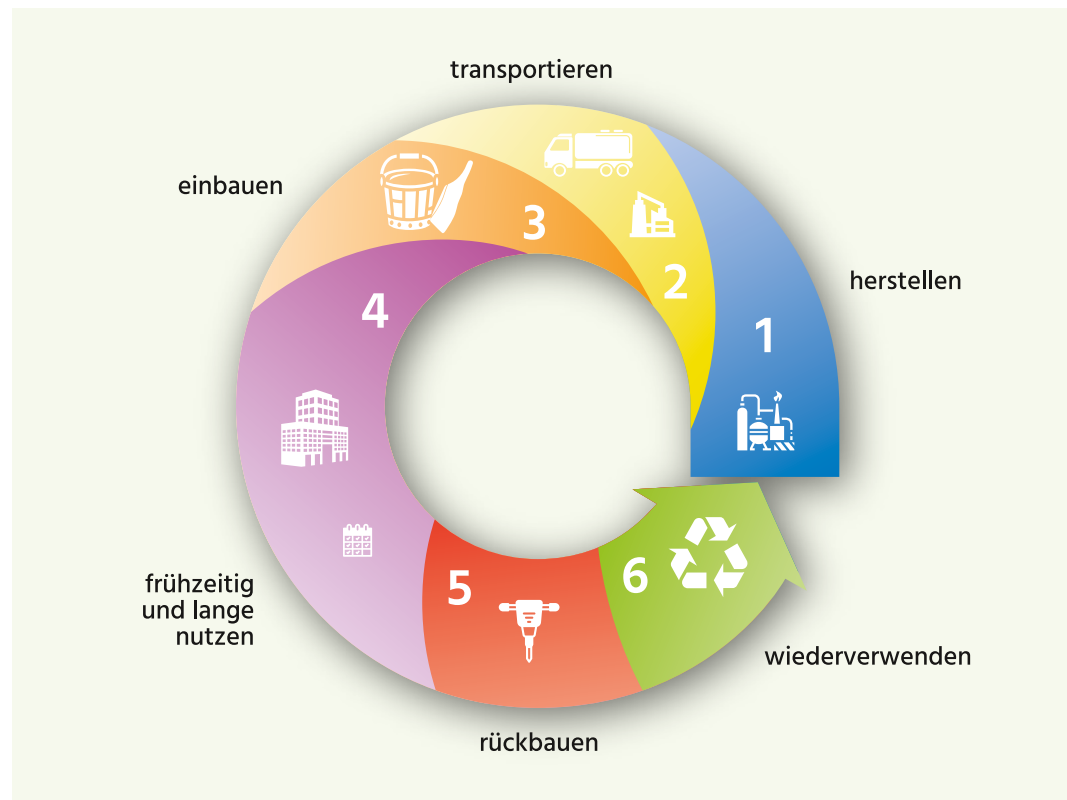 transportieren
einbauen
3
2
herstellen
4
1
frühzeitig
und lange
nutzen
5
6
wiederverwenden
rückbauen